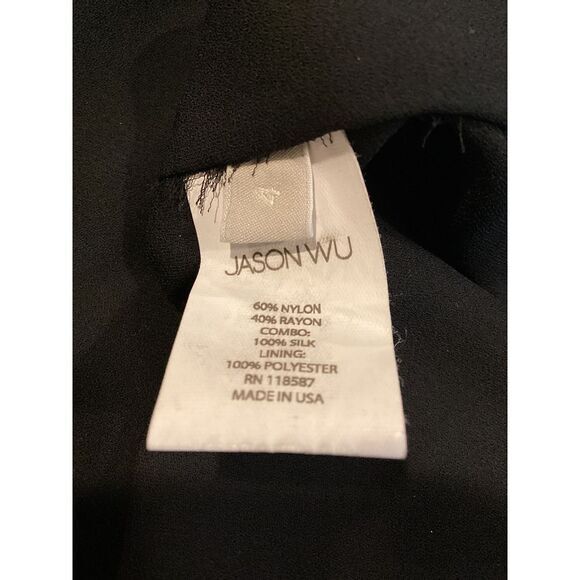 4
JASON WU
60% NYLON
40% RAYON
COMBO:
100% SILK
LINING:
100% POLYESTER
RN 118587
MADE IN USA